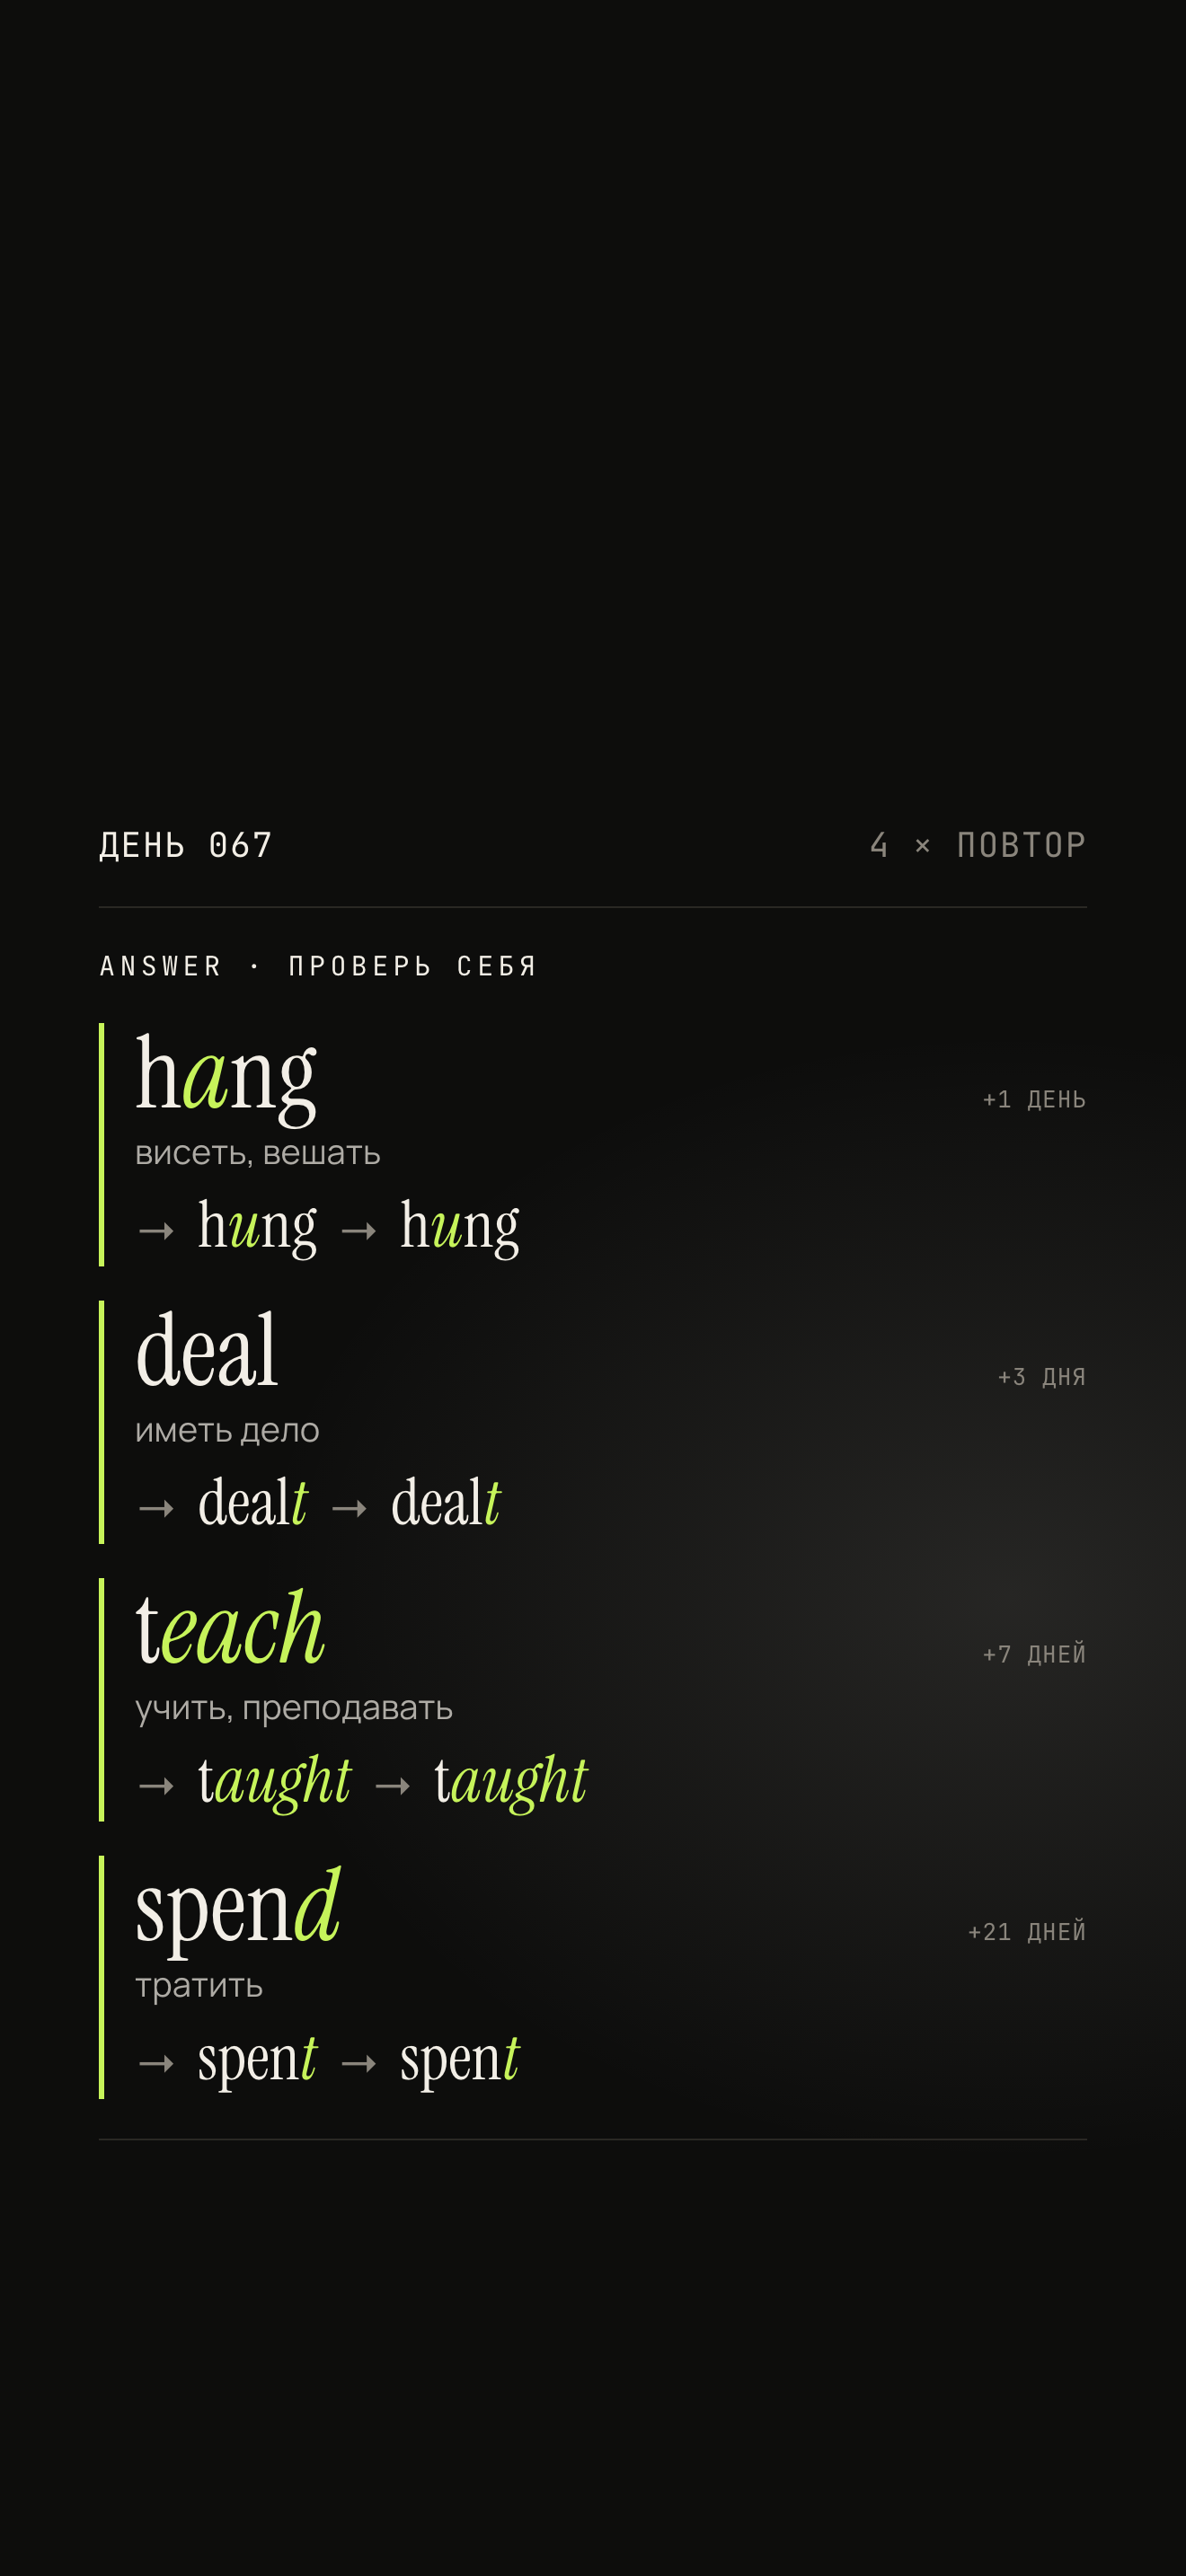 ДЕНЬ 067 4 × ПОВТОР
ANSWER · ПРОВЕРЬ СЕБЯ
hang
+1 ДЕНЬ
висеть, вешать
→ hung → hung
deal
+3 ДНЯ
иметь дело
→ dealt → dealt
teach
+7 ДНЕЙ
учить, преподавать
→ taught → taught
spend
+21 ДНЕЙ
тратить
→ spent → spent